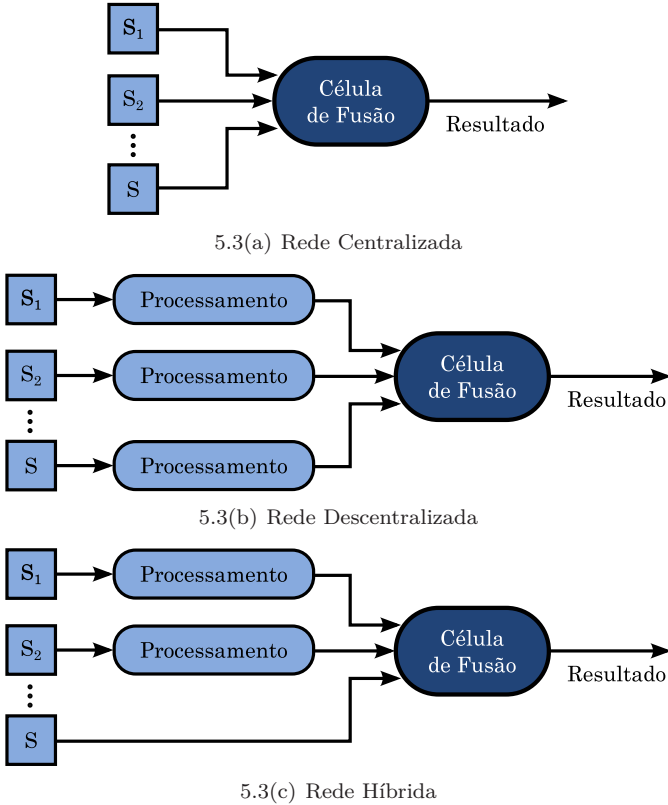 S₁
S₂
S
Célula
de Fusão
Resultado
5.3(a) Rede Centralizada
S₁
Processamento
S₂
Processamento
S
Processamento
Célula
de Fusão
Resultado
5.3(b) Rede Descentralizada
S₁
Processamento
S₂
Processamento
S
Célula
de Fusão
Resultado
5.3(c) Rede Híbrida